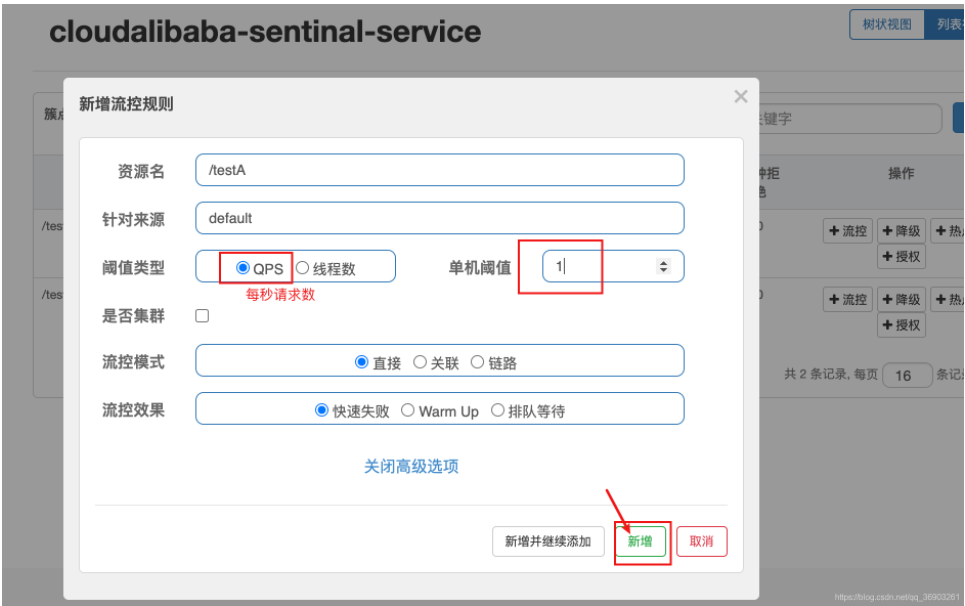 cloudalibaba-sentinal-service
树状视图 列表
簇点
新增流控规则 ×
关键字
资源名 /testA
操作
针对来源 default
/tes
+ 流控 + 降级 + 热点
+ 授权
阈值类型 QPS 线程数 单机阈值 1
每秒请求数
/tes
+ 流控 + 降级 + 热点
+ 授权
是否集群
流控模式 直接 关联 链路
共 2 条记录, 每页 16 条记录
流控效果 快速失败 Warm Up 排队等待
关闭高级选项
新增并继续添加 新增 取消
https://blog.csdn.net/qq_36903261